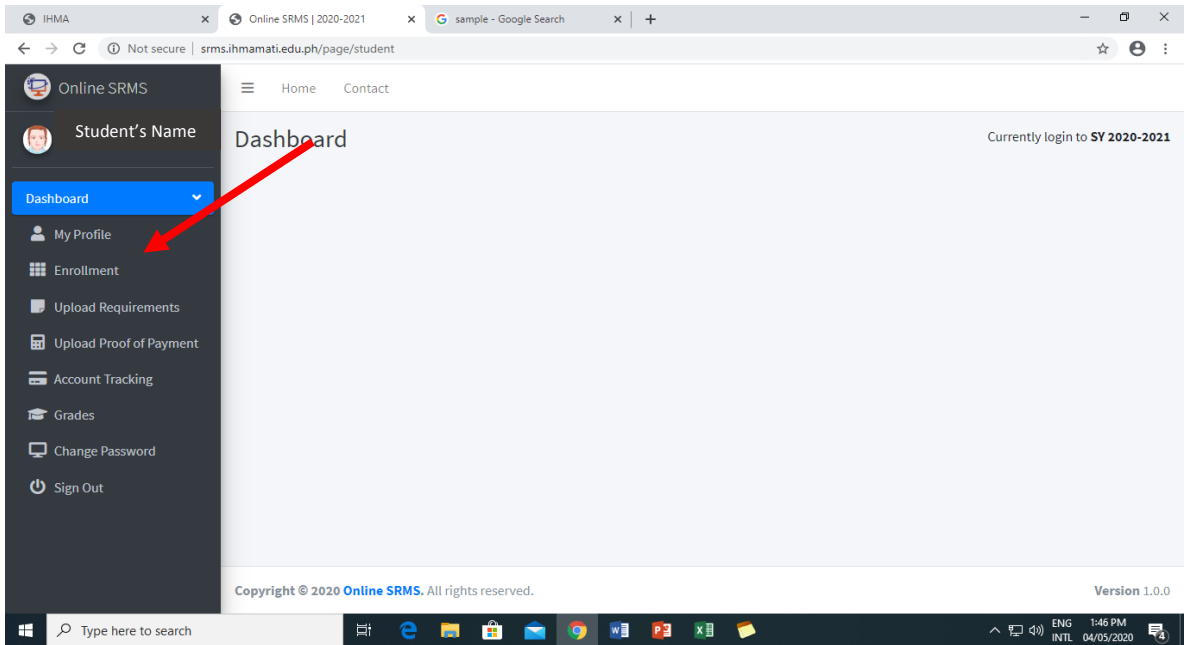 IHMA
Online SRMS | 2020-2021
sample - Google Search
Not secure | srms.ihmamati.edu.ph/page/student
Online SRMS
Home Contact
Student’s Name
Dashboard
Currently login to SY 2020-2021
Dashboard
My Profile
Enrollment
Upload Requirements
Upload Proof of Payment
Account Tracking
Grades
Change Password
Sign Out
Copyright © 2020 Online SRMS. All rights reserved.
Version 1.0.0
Type here to search
ENG
INTL
1:46 PM
04/05/2020
4